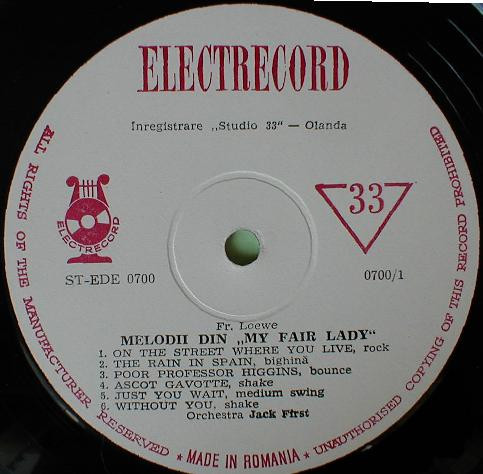 ELECTRECORD
Inregistrare „Studio 33“ — Olanda
ELECTRECORD
33
ST-EDE 0700
0700/1
Fr. Loewe
MELODII DIN „MY FAIR LADY“
1. ON THE STREET WHERE YOU LIVE, rock
2. THE RAIN IN SPAIN, bighină
3. POOR PROFESSOR HIGGINS, bounce
4. ASCOT GAVOTTE, shake
5. JUST YOU WAIT, medium swing
6. WITHOUT YOU, shake
Orchestra Jack First
ALL RIGHTS OF THE MANUFACTURER RESERVED ★ MADE IN ROMANIA ★ UNAUTHORISED COPYING OF THIS RECORD PROHIBITED